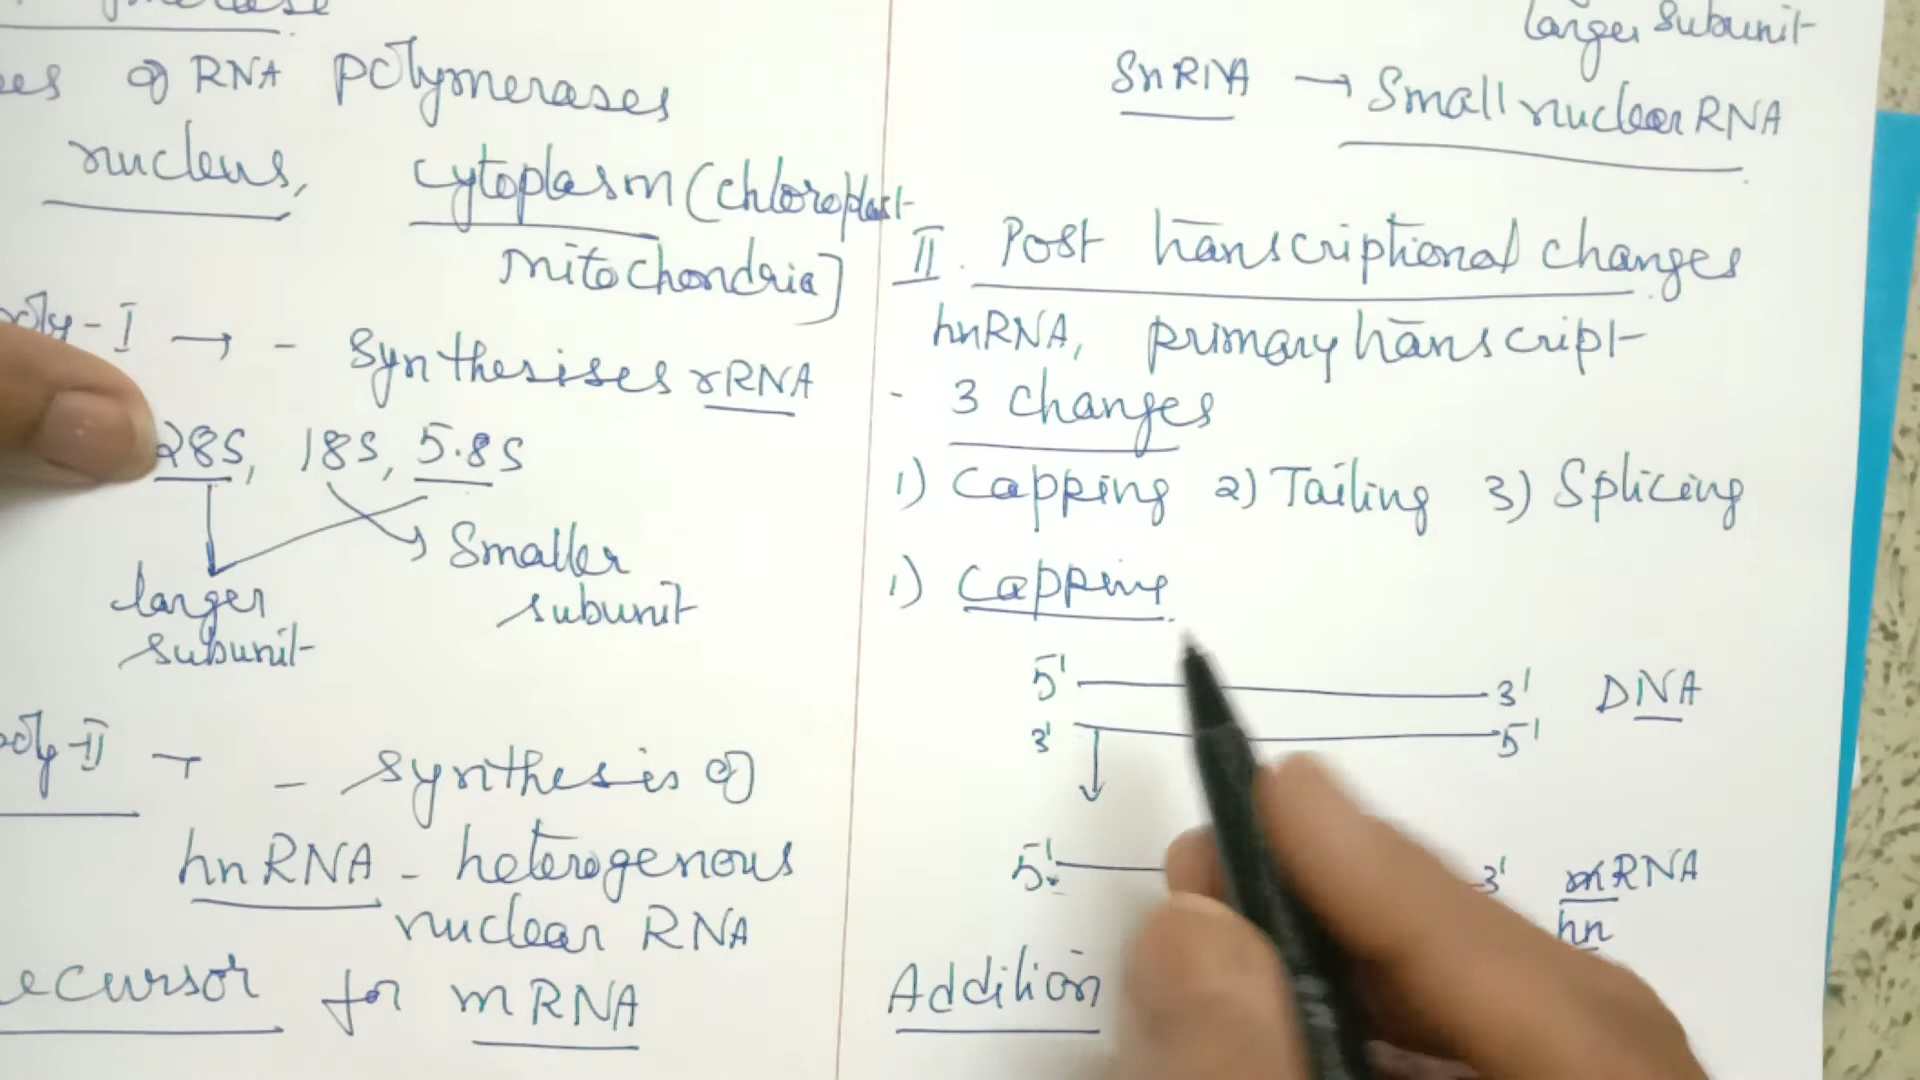 of RNA polymerases
nucleus, cytoplasm (chloroplast
mitochondria]
poly-I → - Synthesises rRNA
28S, 18S, 5.8S
Smaller
subunit
larger
subunit
poly-II → - synthesis of
hnRNA - heterogenous
nuclear RNA
ecursor for mRNA
larger subunit
SnRNA → Small nuclear RNA
II. Post transcriptional changes
hnRNA, primary transcript
- 3 changes
1) Capping 2) Tailing 3) Splicing
1) Capping
5' 3' DNA
3' 5'
5' 3' mRNA
hn
Addition